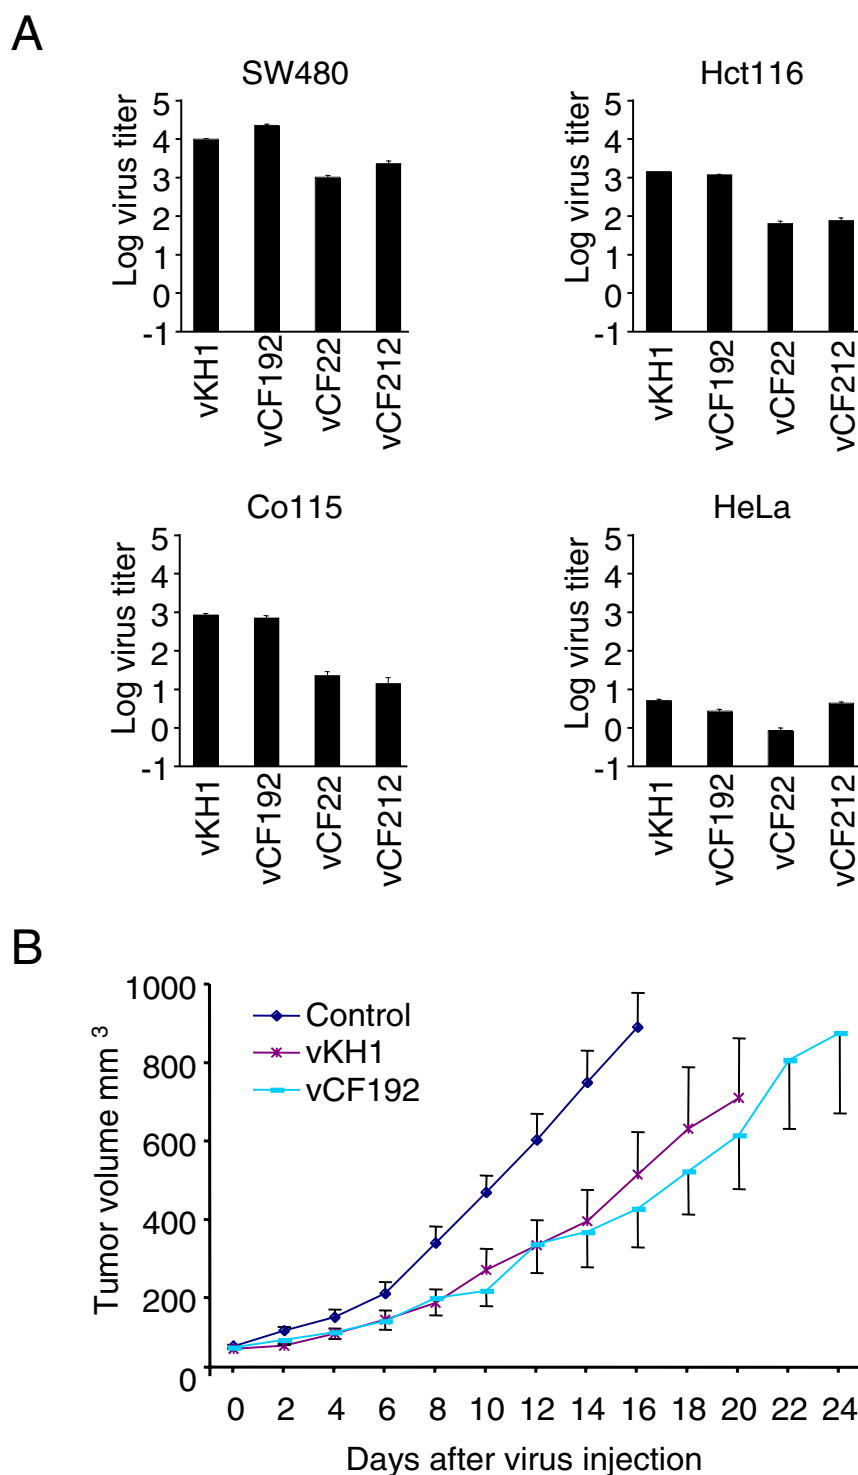 A
SW480
Log virus titer
5
4
3
2
1
0
-1
vKH1
vCF192
vCF22
vCF212
Hct116
Log virus titer
5
4
3
2
1
0
-1
vKH1
vCF192
vCF22
vCF212
Co115
Log virus titer
5
4
3
2
1
0
-1
vKH1
vCF192
vCF22
vCF212
HeLa
Log virus titer
5
4
3
2
1
0
-1
vKH1
vCF192
vCF22
vCF212
B
Tumor volume mm 3
1000
800
600
400
200
0
Control
vKH1
vCF192
0 2 4 6 8 10 12 14 16 18 20 22 24
Days after virus injection